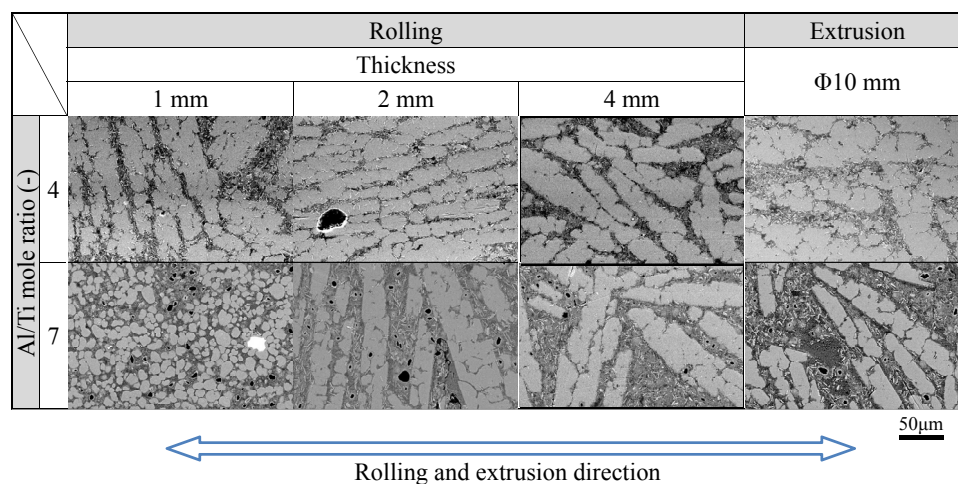 Rolling
Extrusion
Thickness
Φ10 mm
1 mm
2 mm
4 mm
Al/Ti mole ratio (-)
4
7
50μm
Rolling and extrusion direction